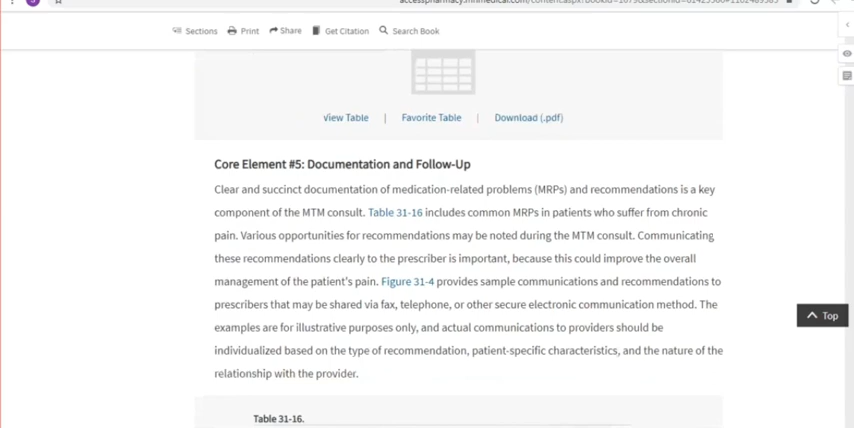 Sections Print Share Get Citation Search Book
View Table | Favorite Table | Download (.pdf)
Core Element #5: Documentation and Follow-Up
Clear and succinct documentation of medication-related problems (MRPs) and recommendations is a key
component of the MTM consult. Table 31-16 includes common MRPs in patients who suffer from chronic
pain. Various opportunities for recommendations may be noted during the MTM consult. Communicating
these recommendations clearly to the prescriber is important, because this could improve the overall
management of the patient's pain. Figure 31-4 provides sample communications and recommendations to
prescribers that may be shared via fax, telephone, or other secure electronic communication method. The
Top
examples are for illustrative purposes only, and actual communications to providers should be
individualized based on the type of recommendation, patient-specific characteristics, and the nature of the
relationship with the provider.
Table 31-16.